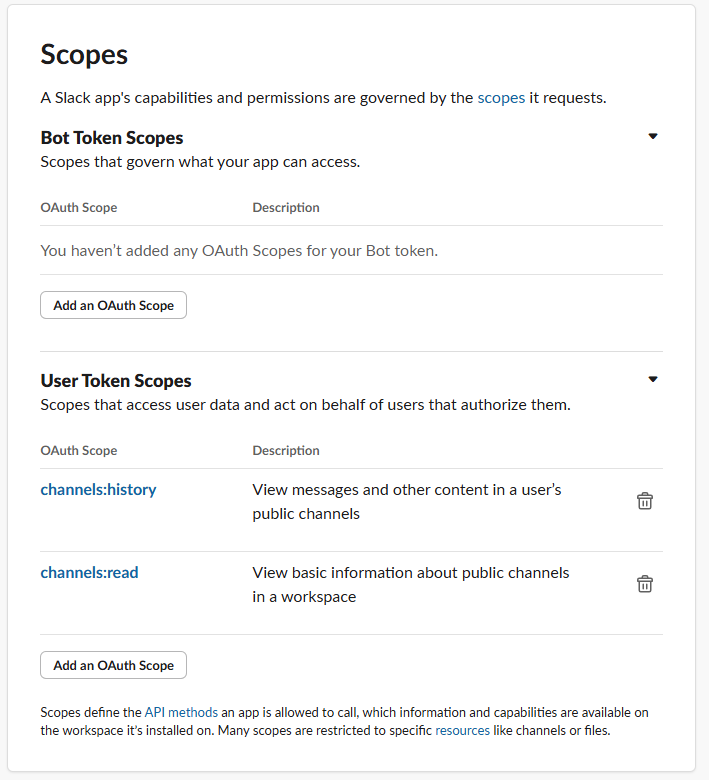 Scopes
A Slack app's capabilities and permissions are governed by the scopes it requests.
Bot Token Scopes
Scopes that govern what your app can access.
OAuth Scope Description
You haven’t added any OAuth Scopes for your Bot token.
Add an OAuth Scope
User Token Scopes
Scopes that access user data and act on behalf of users that authorize them.
OAuth Scope Description
channels:history View messages and other content in a user’s
public channels
channels:read View basic information about public channels
in a workspace
Add an OAuth Scope
Scopes define the API methods an app is allowed to call, which information and capabilities are available on
the workspace it's installed on. Many scopes are restricted to specific resources like channels or files.